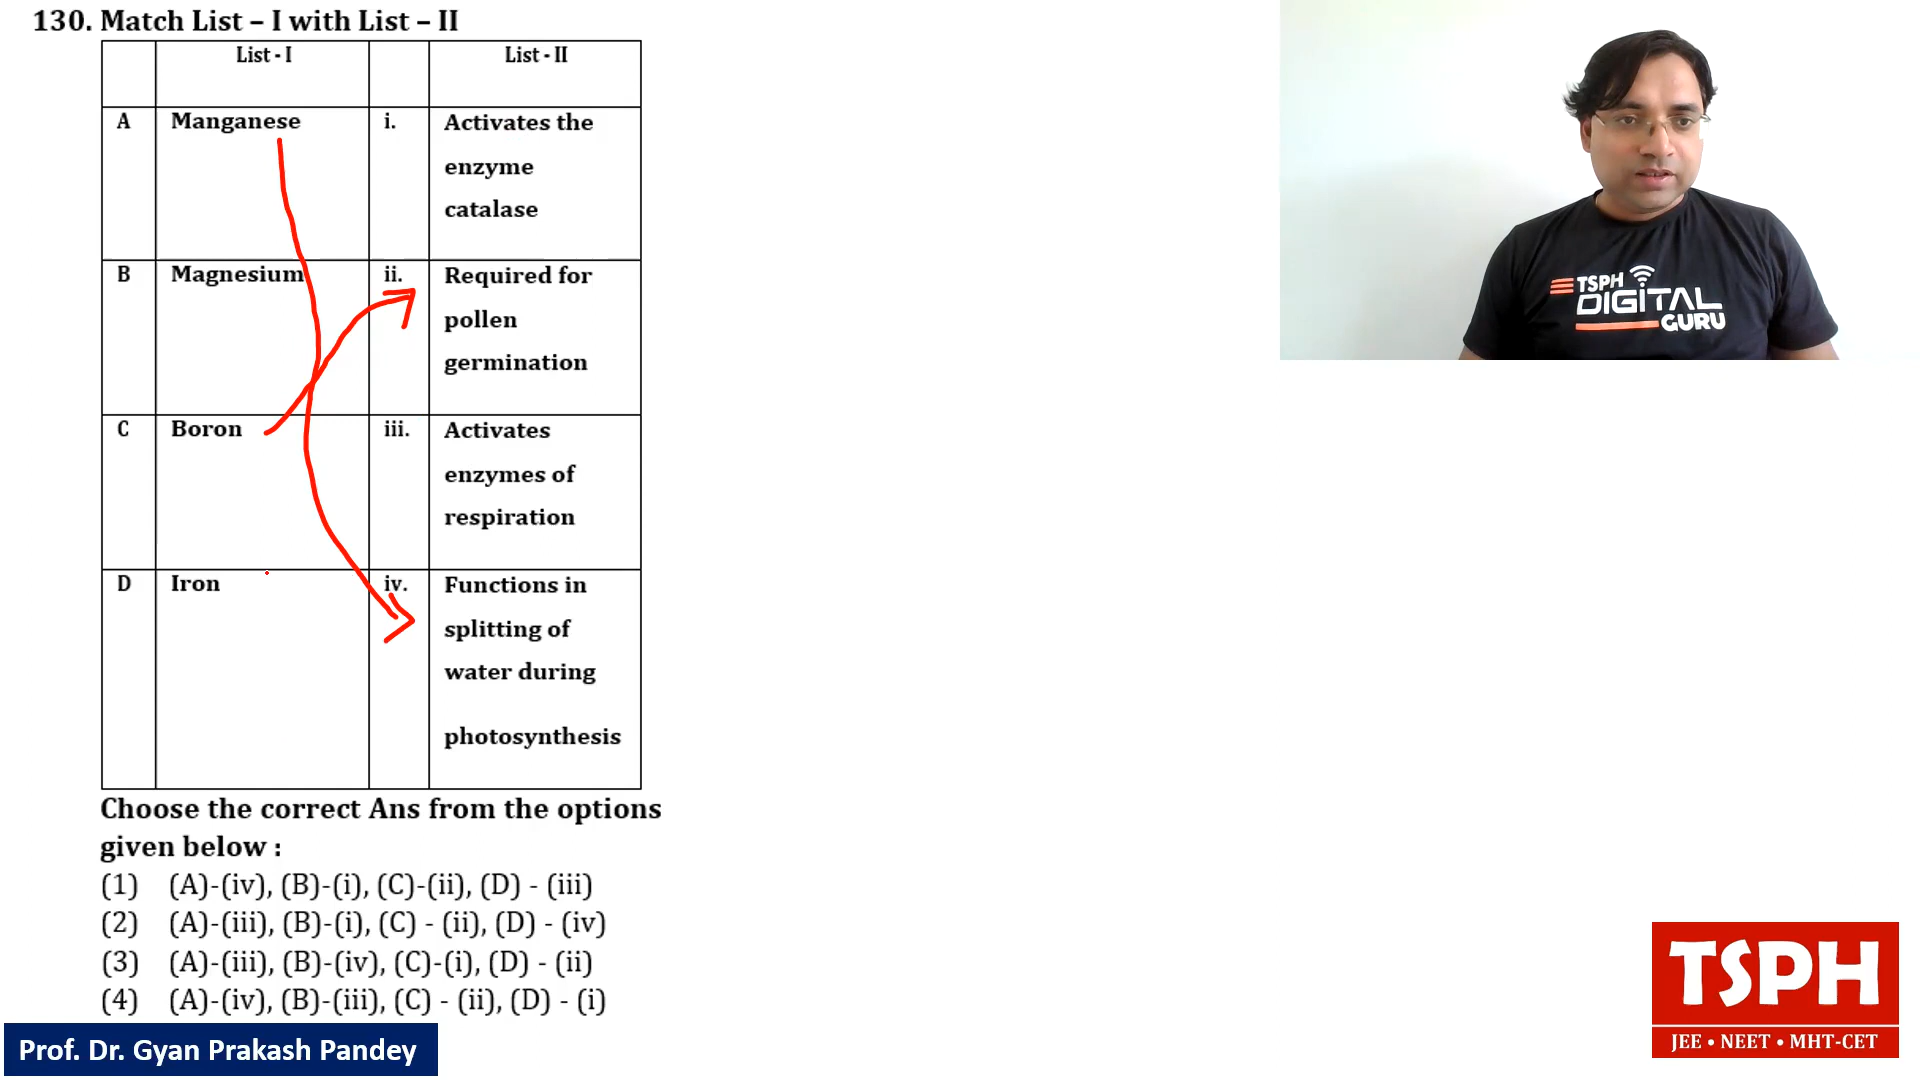 130. Match List – I with List – II
List - I List - II
A Manganese i. Activates the
enzyme
catalase
B Magnesium ii. Required for
pollen
germination
C Boron iii. Activates
enzymes of
respiration
D Iron iv. Functions in
splitting of
water during
photosynthesis
Choose the correct Ans from the options
given below :
(1) (A)-(iv), (B)-(i), (C)-(ii), (D) - (iii)
(2) (A)-(iii), (B)-(i), (C) - (ii), (D) - (iv)
(3) (A)-(iii), (B)-(iv), (C)-(i), (D) - (ii)
(4) (A)-(iv), (B)-(iii), (C) - (ii), (D) - (i)
Prof. Dr. Gyan Prakash Pandey
TSPH
DIGITAL
GURU
TSPH
JEE • NEET • MHT-CET